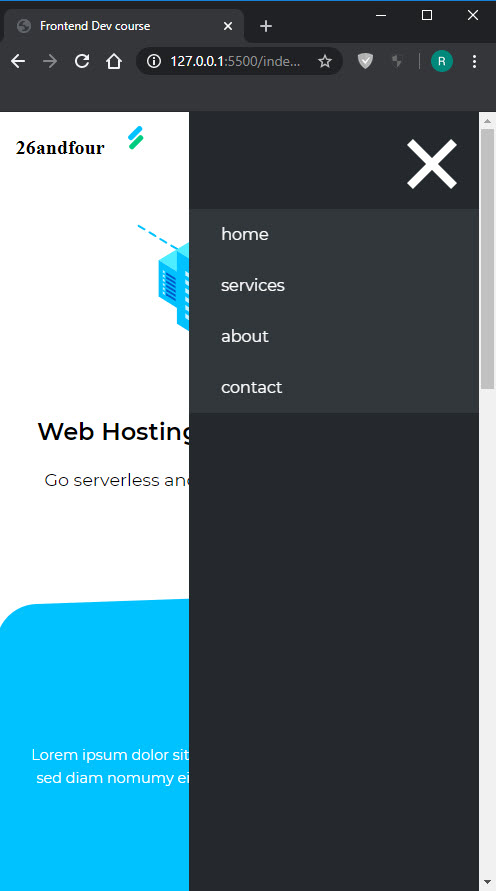 Frontend Dev course
127.0.0.1:5500/inde...
R
26andfour
home
services
about
contact
Web Hosting
Go serverless and
Lorem ipsum dolor sit
sed diam nomumy ei